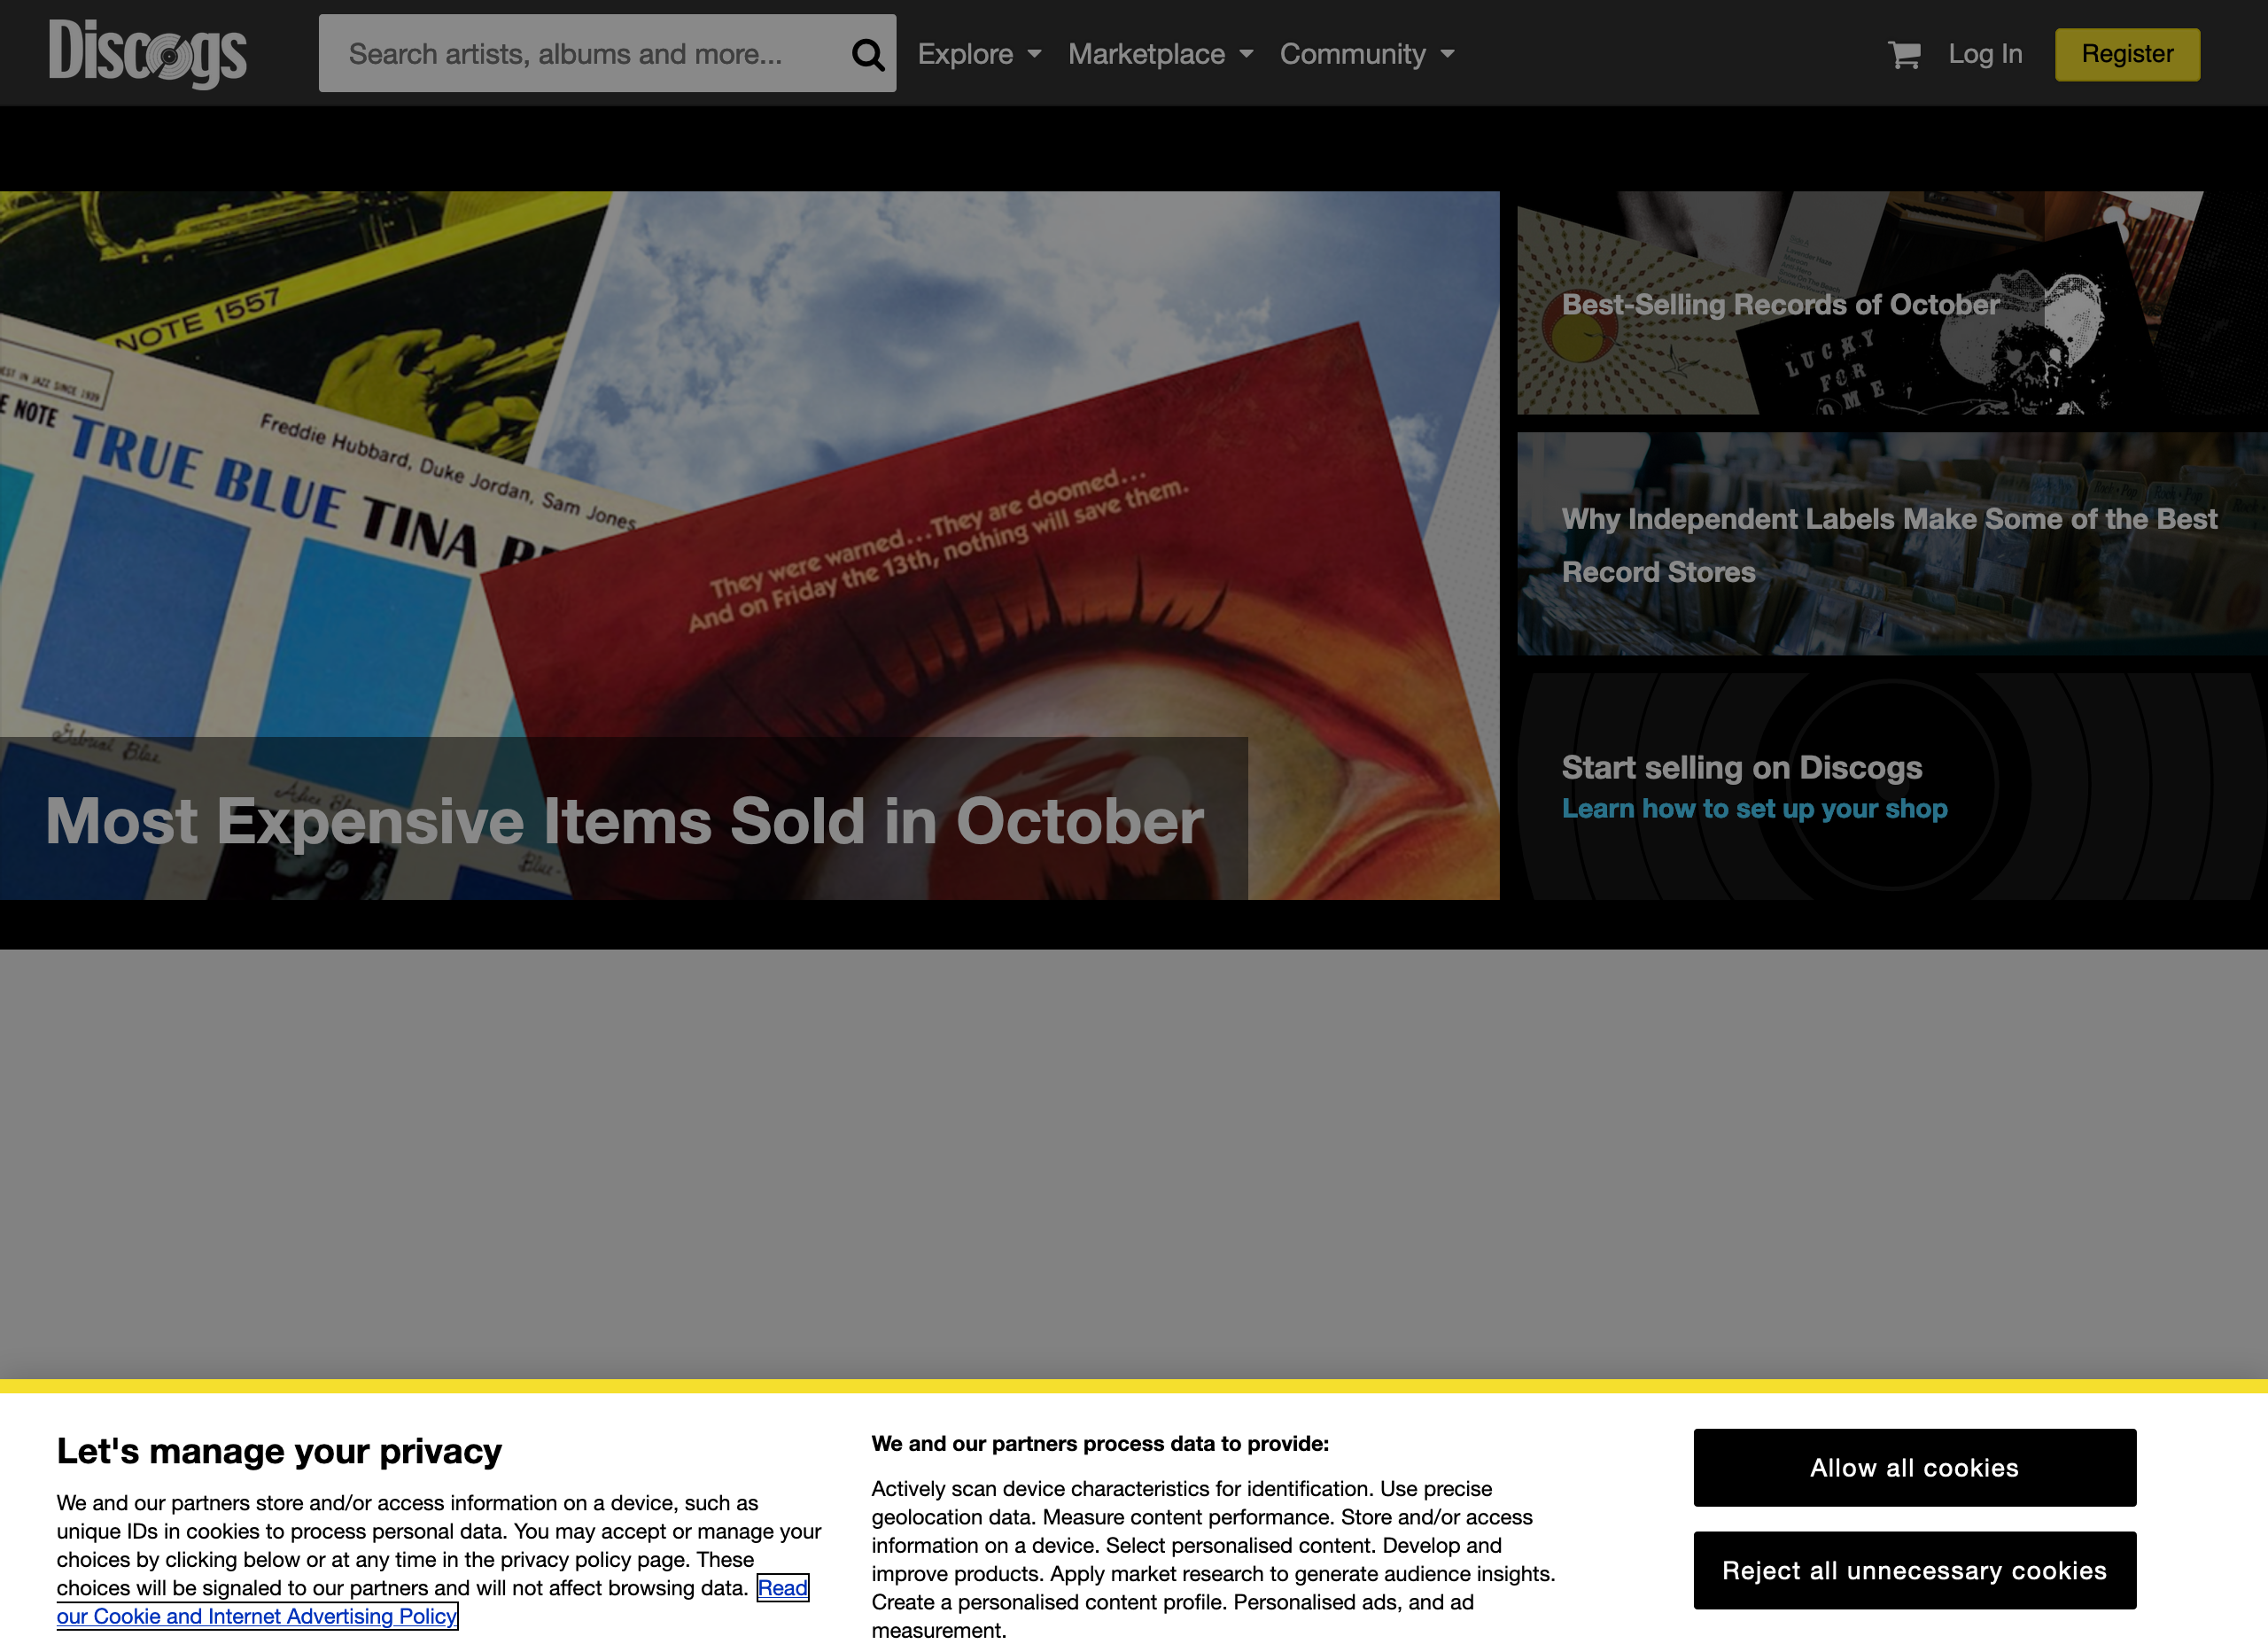 Discogs
Search artists, albums and more...
Explore
Marketplace
Community
Log In
Register
NOTE 1557
BEST IN JAZZ SINCE 1939
E NOTE
TRUE BLUE TINA
Freddie Hubbard, Duke Jordan, Sam Jones,
They were warned...They are doomed...
And on Friday the 13th, nothing will save them.
Gabriel Blue
Alice Blue
Blue-
Most Expensive Items Sold in October
Best-Selling Records of October
LUCKY
FOR
Why Independent Labels Make Some of the Best
Record Stores
Start selling on Discogs
Learn how to set up your shop
Let's manage your privacy
We and our partners store and/or access information on a device, such as
unique IDs in cookies to process personal data. You may accept or manage your
choices by clicking below or at any time in the privacy policy page. These
choices will be signaled to our partners and will not affect browsing data. Read
our Cookie and Internet Advertising Policy
We and our partners process data to provide:
Actively scan device characteristics for identification. Use precise
geolocation data. Measure content performance. Store and/or access
information on a device. Select personalised content. Develop and
improve products. Apply market research to generate audience insights.
Create a personalised content profile. Personalised ads, and ad
measurement.
Allow all cookies
Reject all unnecessary cookies